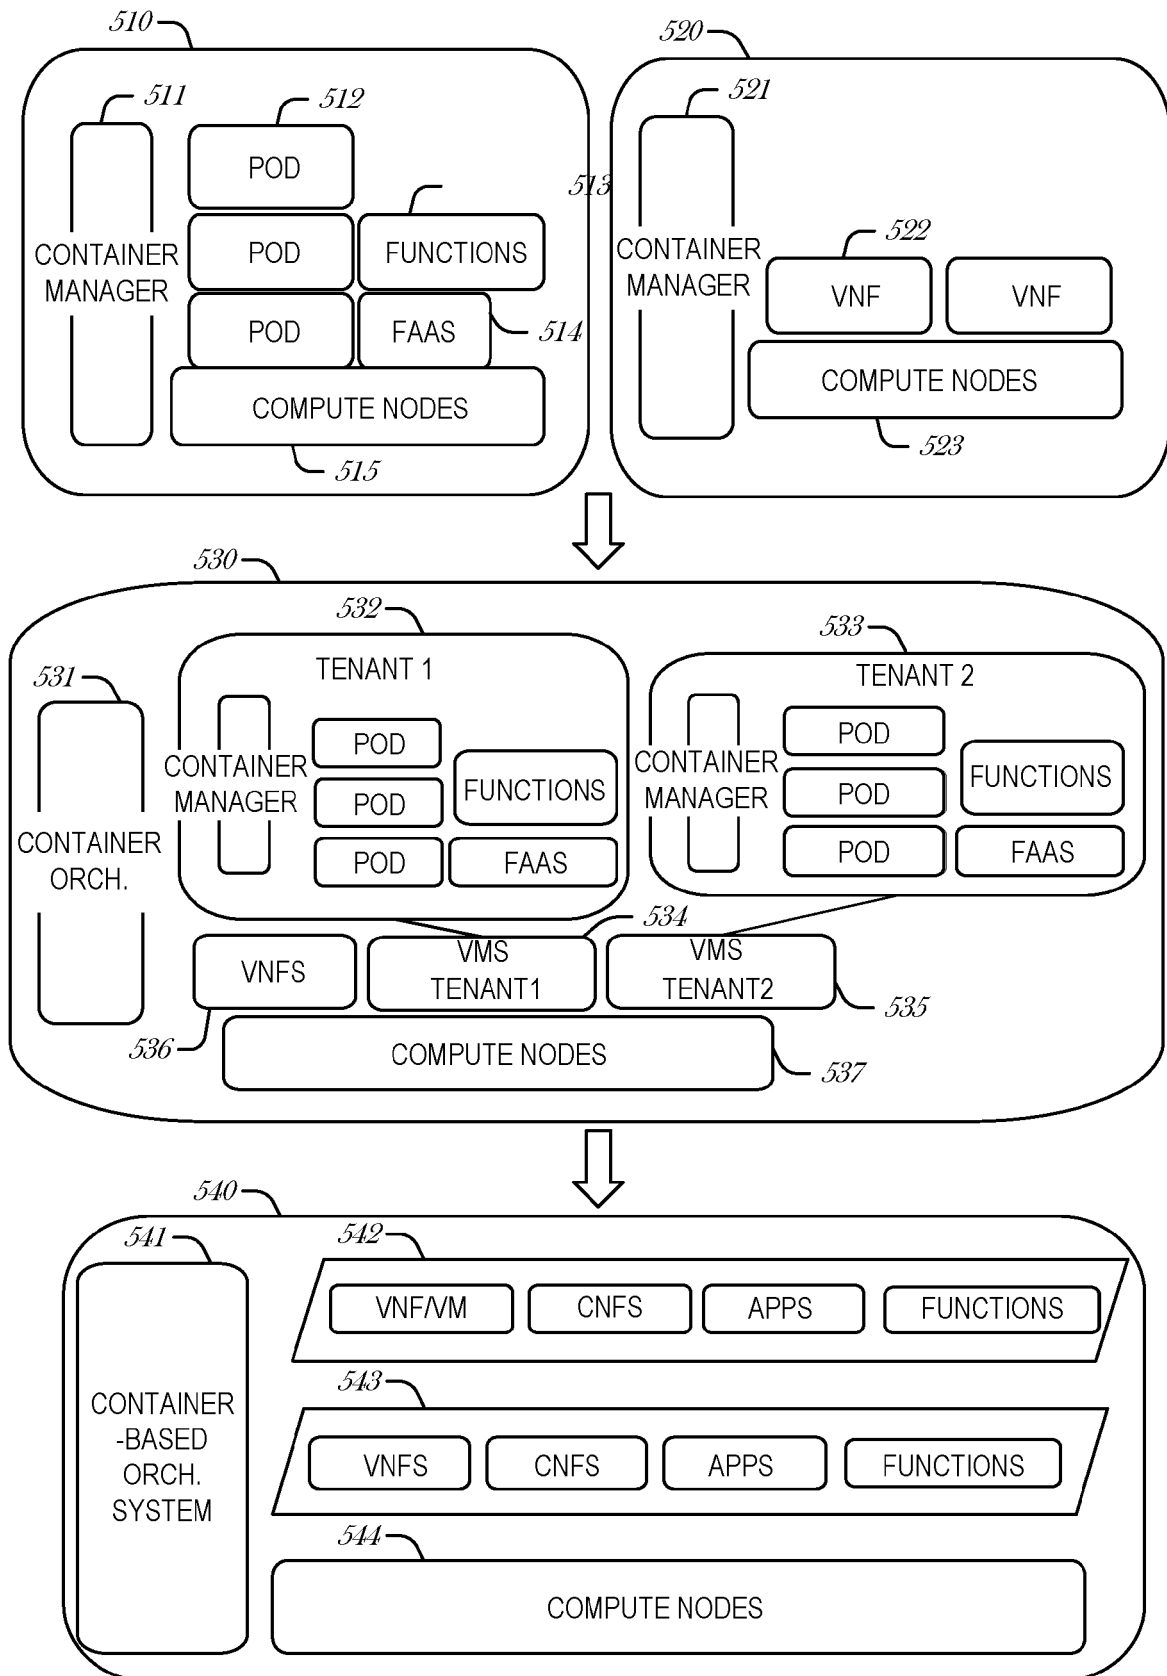 510
511
512
POD
CONTAINER
MANAGER
POD
513
FUNCTIONS
POD
FAAS
514
COMPUTE NODES
515
520
521
CONTAINER
MANAGER
522
VNF
VNF
COMPUTE NODES
523
530
531
CONTAINER
ORCH.
532
TENANT 1
CONTAINER
MANAGER
POD
POD
POD
FUNCTIONS
FAAS
533
TENANT 2
CONTAINER
MANAGER
POD
POD
POD
FUNCTIONS
FAAS
VNFS
536
534
VMS
TENANT1
VMS
TENANT2
535
COMPUTE NODES
537
540
541
CONTAINER
-BASED
ORCH.
SYSTEM
542
VNF/VM
CNFS
APPS
FUNCTIONS
543
VNFS
CNFS
APPS
FUNCTIONS
544
COMPUTE NODES